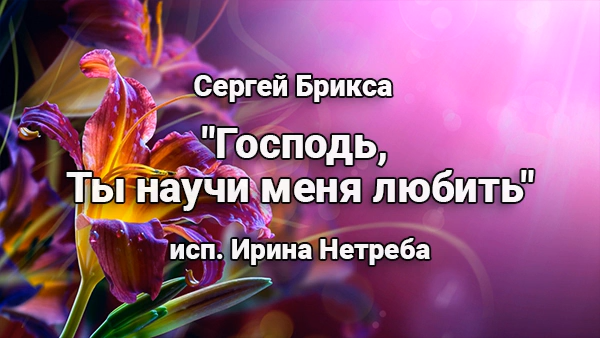 Сергей Брикса
"Господь,
Ты научи меня любить"
исп. Ирина Нетреба